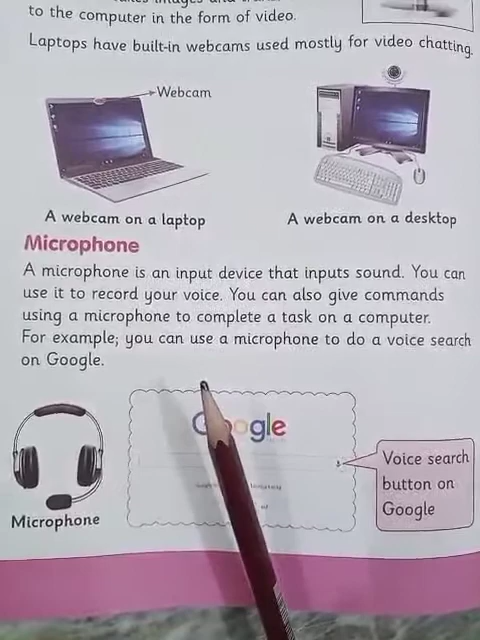 to the computer in the form of video.
Laptops have built-in webcams used mostly for video chatting.
Webcam
A webcam on a laptop
A webcam on a desktop
Microphone
A microphone is an input device that inputs sound. You can
use it to record your voice. You can also give commands
using a microphone to complete a task on a computer.
For example, you can use a microphone to do a voice search
on Google.
Google
Voice search
button on
Google
Microphone